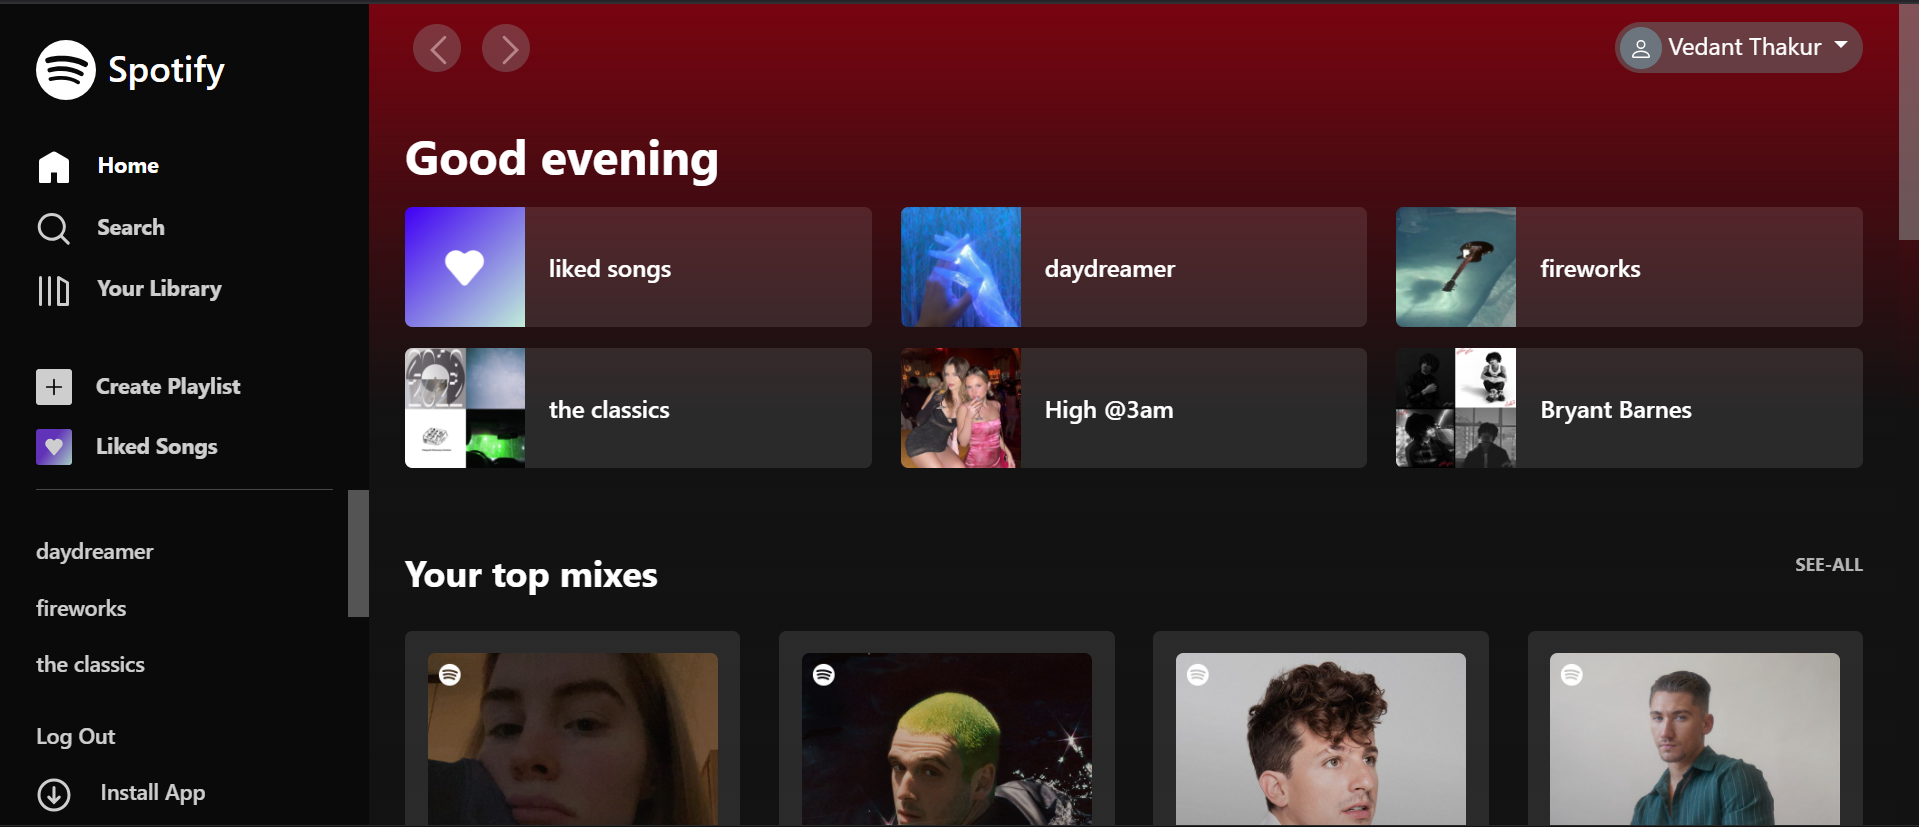 Spotify
Home
Search
Your Library
Create Playlist
Liked Songs
daydreamer
fireworks
the classics
Log Out
Install App
Vedant Thakur
Good evening
liked songs
daydreamer
fireworks
the classics
High @3am
Bryant Barnes
Your top mixes
SEE-ALL